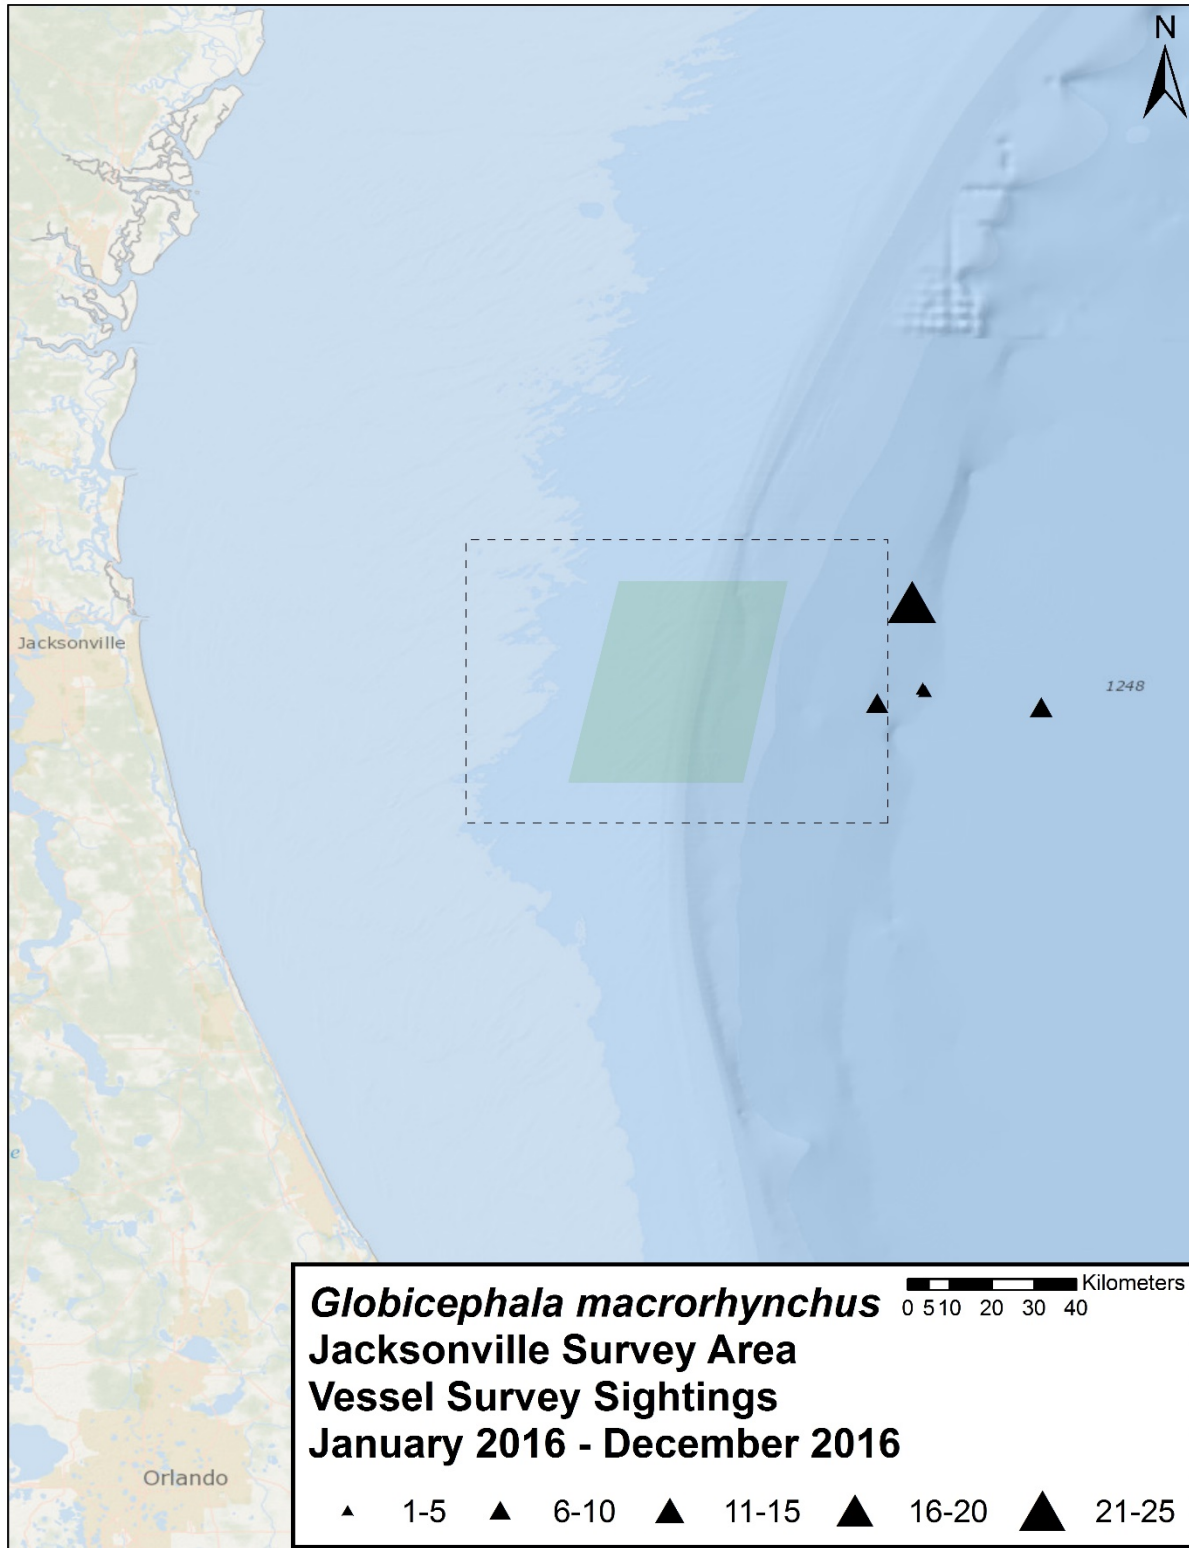 N
Jacksonville
1248
e
Globicephala macrorhynchus
Kilometers
0 5 10 20 30 40
Jacksonville Survey Area
Vessel Survey Sightings
January 2016 - December 2016
Orlando
1-5 6-10 11-15 16-20 21-25